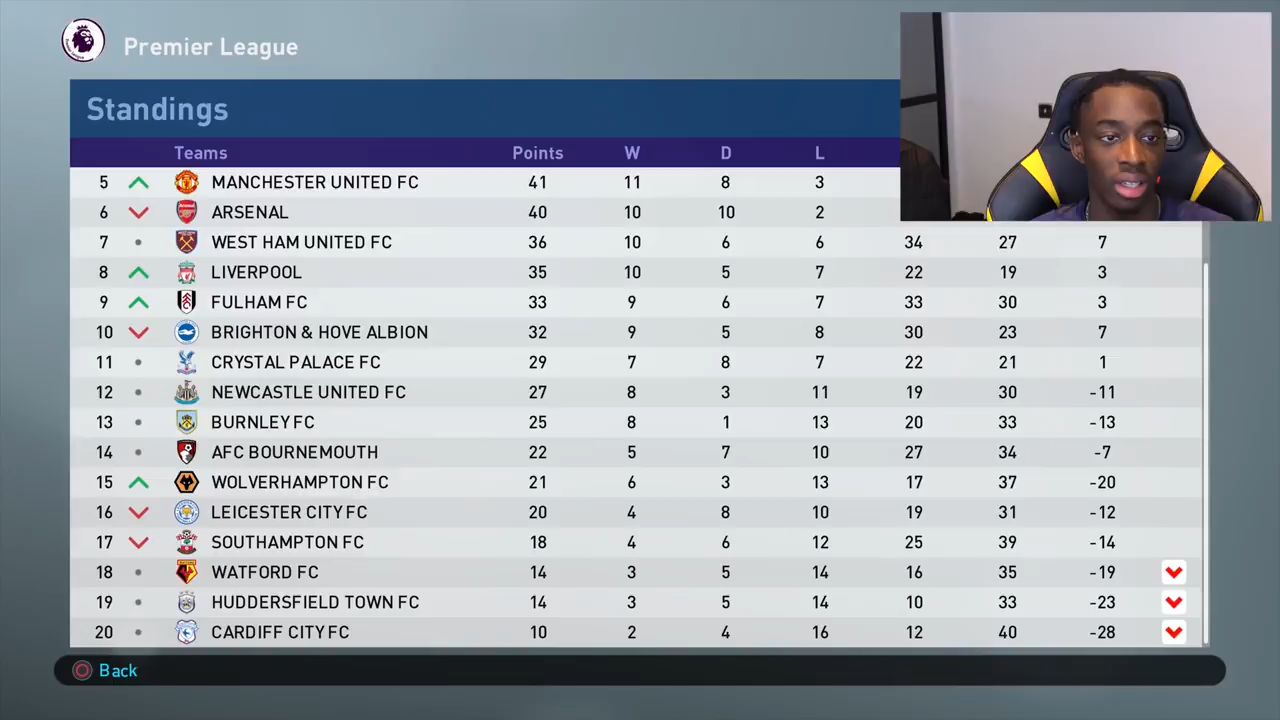 Premier League
Standings
Teams Points W D L
5 MANCHESTER UNITED FC 41 11 8 3
6 ARSENAL 40 10 10 2
7 WEST HAM UNITED FC 36 10 6 6 34 27 7
8 LIVERPOOL 35 10 5 7 22 19 3
9 FULHAM FC 33 9 6 7 33 30 3
10 BRIGHTON & HOVE ALBION 32 9 5 8 30 23 7
11 CRYSTAL PALACE FC 29 7 8 7 22 21 1
12 NEWCASTLE UNITED FC 27 8 3 11 19 30 -11
13 BURNLEY FC 25 8 1 13 20 33 -13
14 AFC BOURNEMOUTH 22 5 7 10 27 34 -7
15 WOLVERHAMPTON FC 21 6 3 13 17 37 -20
16 LEICESTER CITY FC 20 4 8 10 19 31 -12
17 SOUTHAMPTON FC 18 4 6 12 25 39 -14
18 WATFORD FC 14 3 5 14 16 35 -19
19 HUDDERSFIELD TOWN FC 14 3 5 14 10 33 -23
20 CARDIFF CITY FC 10 2 4 16 12 40 -28
Back